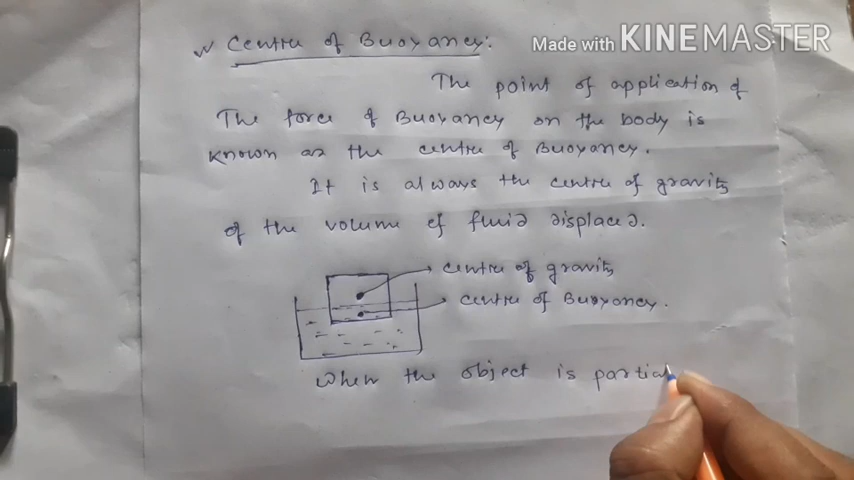 Centre of Buoyancy:
Made with KINEMASTER
The point of application of
The force of Buoyancy on the body is
known as the centre of Buoyancy.
It is always the centre of gravity
of the volume of fluid displaced.
centre of gravity
centre of Buoyoncy.
When the object is partia